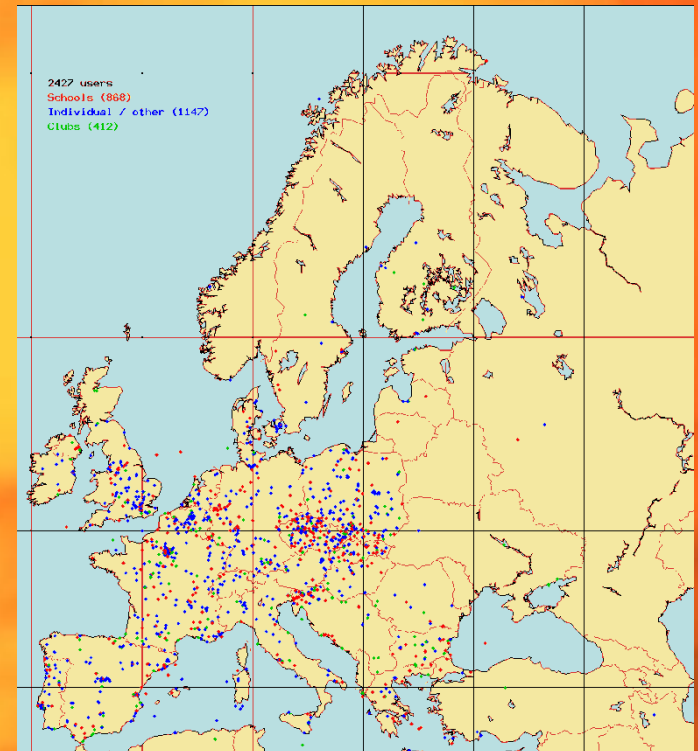 2427 users
Schools (868)
Individual / other (1147)
Clubs (412)